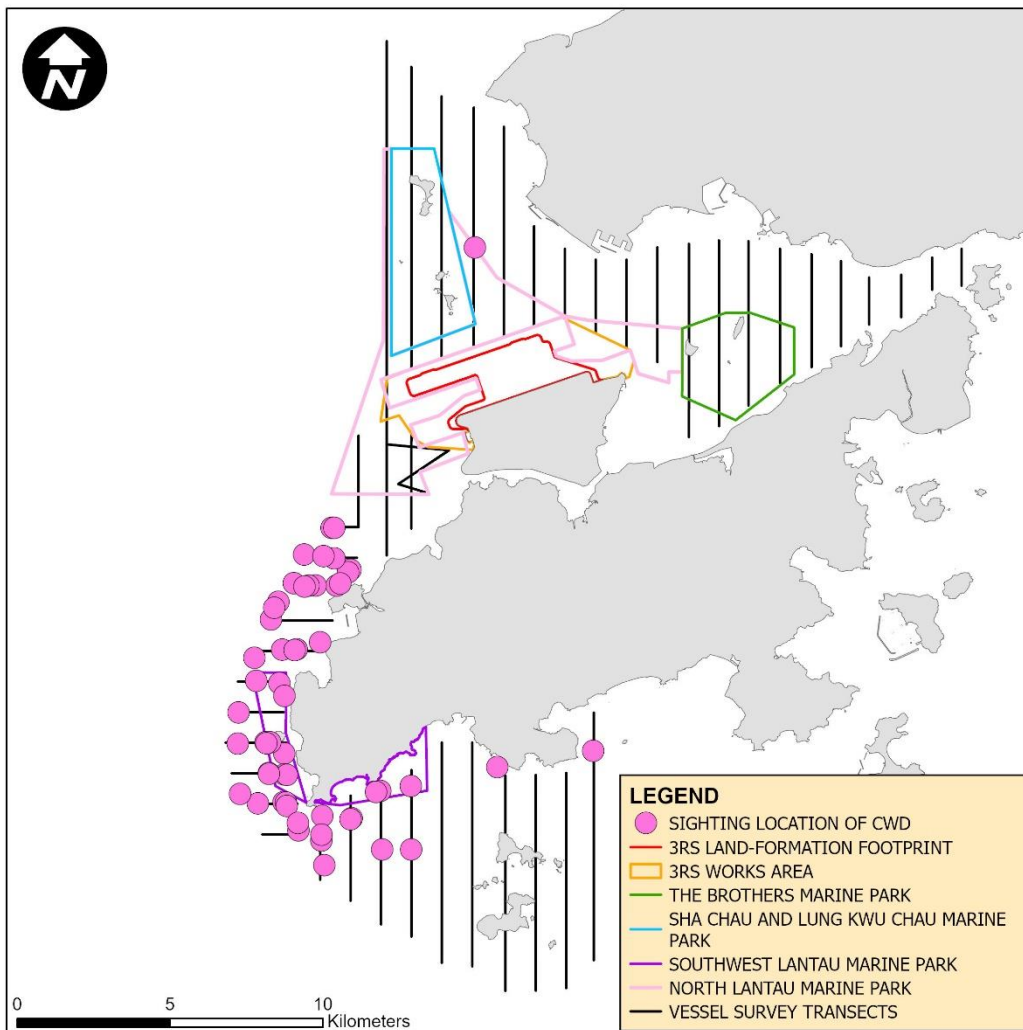 N
LEGEND
SIGHTING LOCATION OF CWD
3RS LAND-FORMATION FOOTPRINT
3RS WORKS AREA
THE BROTHERS MARINE PARK
SHA CHAU AND LUNG KWU CHAU MARINE
PARK
SOUTHWEST LANTAU MARINE PARK
NORTH LANTAU MARINE PARK
VESSEL SURVEY TRANSECTS
0 5 10
Kilometers